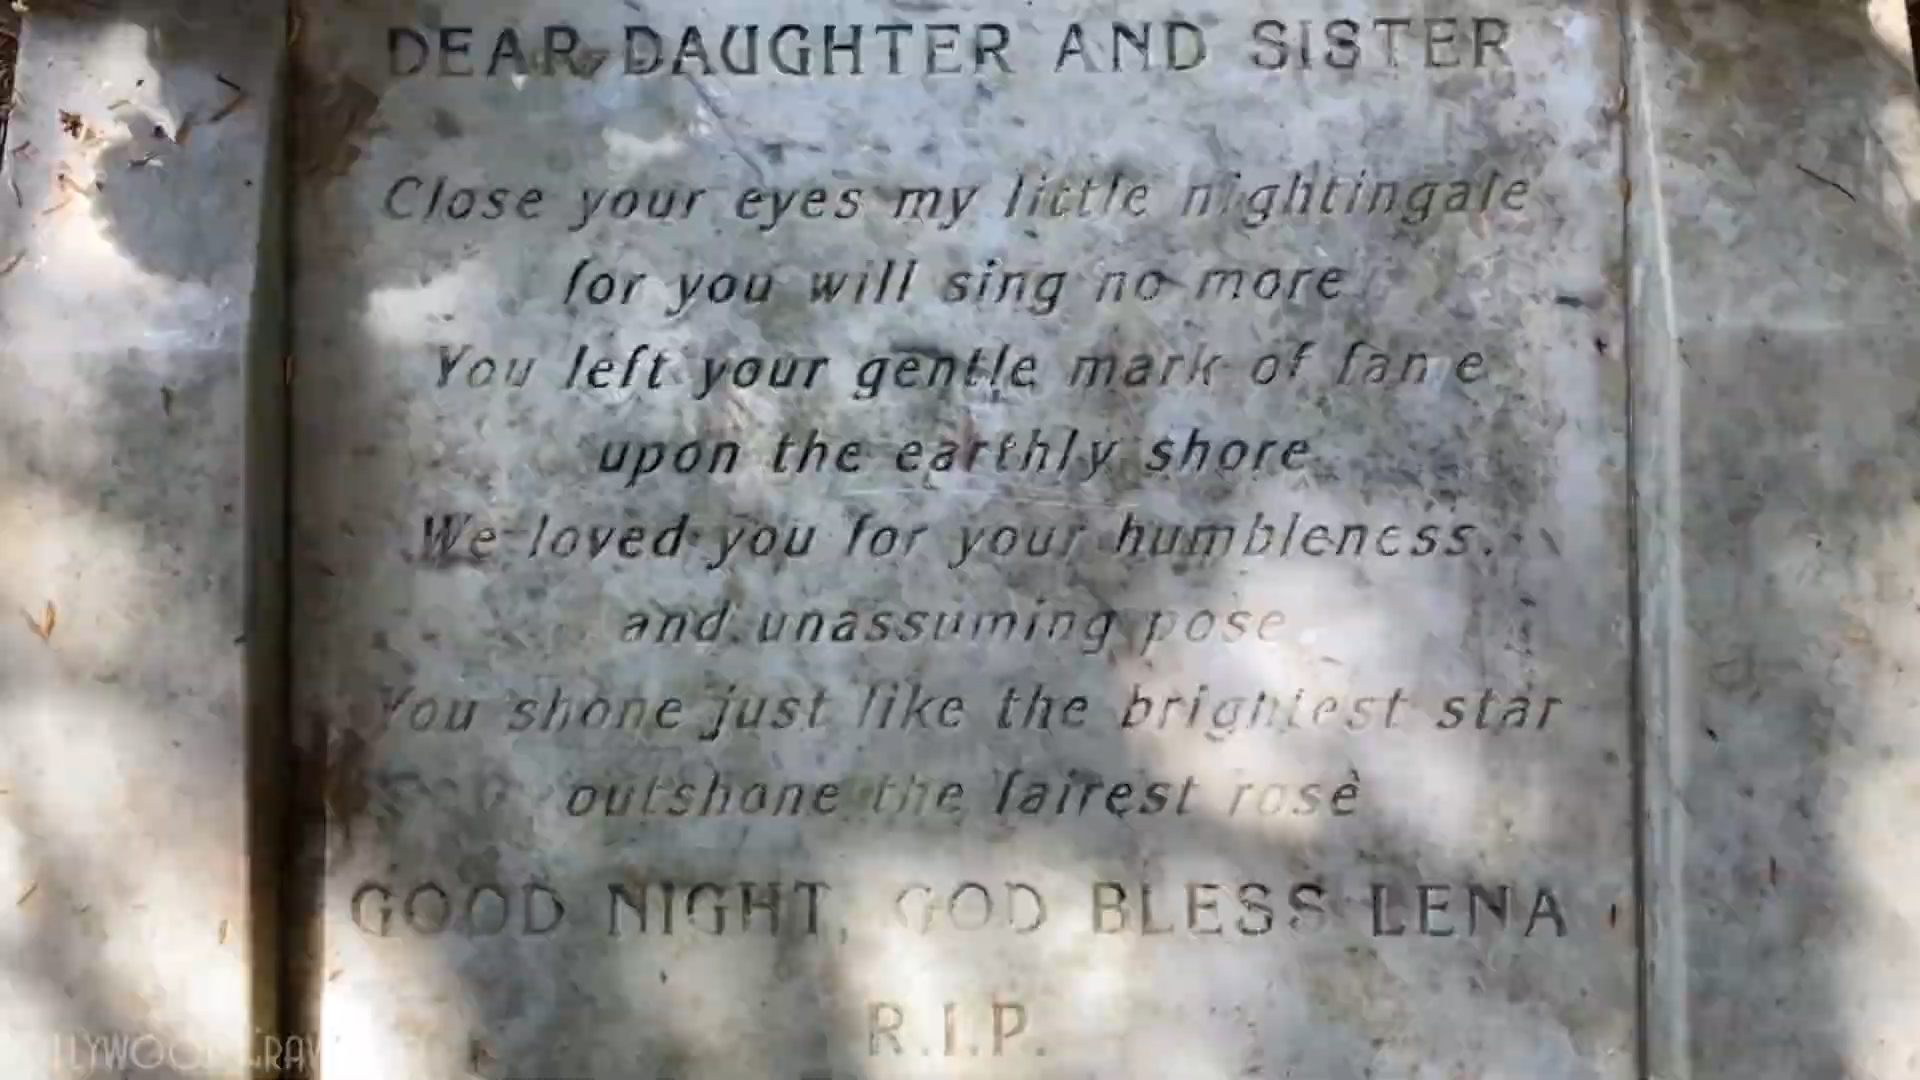 DEAR DAUGHTER AND SISTER
Close your eyes my little nightingale
for you will sing no more
You left your gentle mark of fame
upon the earthly shore
We loved you for your humbleness.
and unassuming pose
You shone just like the brightest star
outshone the fairest rose
GOOD NIGHT, GOD BLESS LENA
R.I.P.